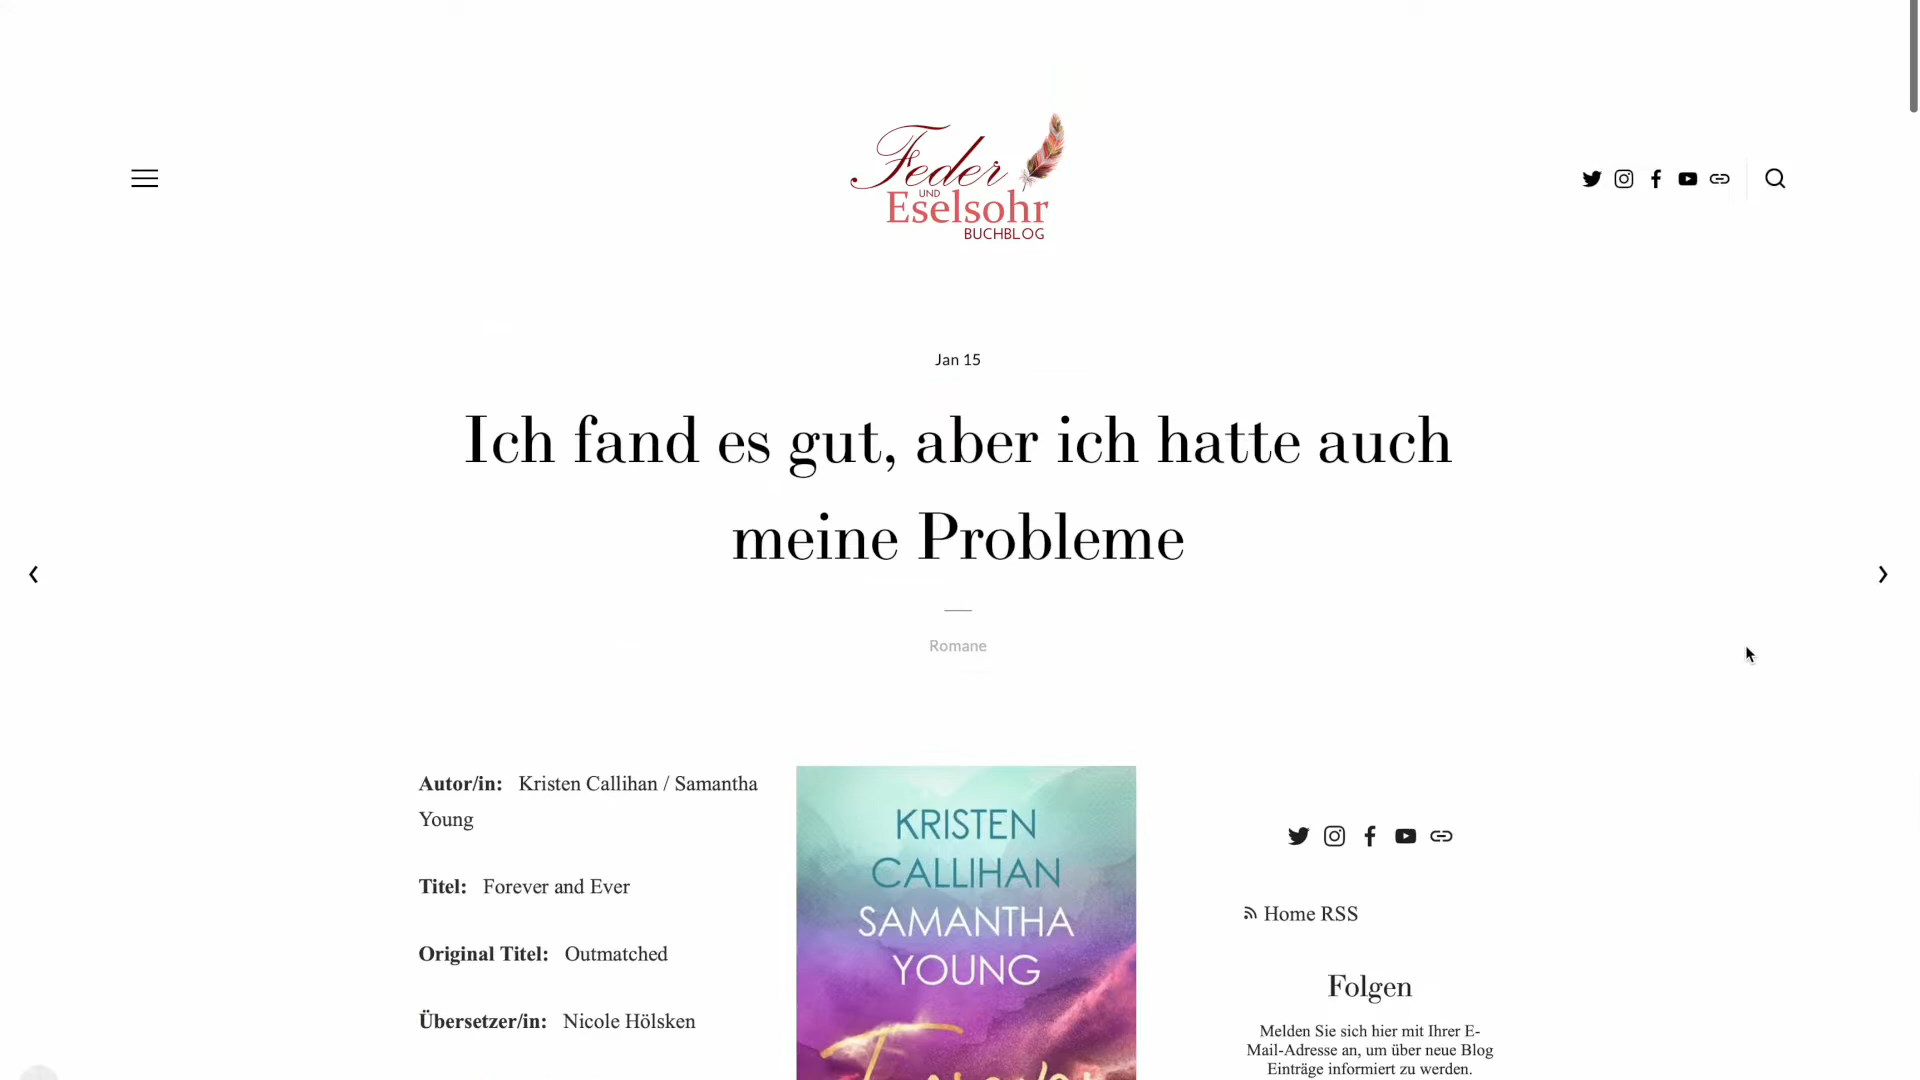 Feder
UND
Eselsohr
BUCHBLOG
Jan 15
Ich fand es gut, aber ich hatte auch
meine Probleme
Romane
Autor/in: Kristen Callihan / Samantha
Young
Titel: Forever and Ever
Original Titel: Outmatched
Übersetzer/in: Nicole Hölsken
KRISTEN
CALLIHAN
SAMANTHA
YOUNG
Forever
Home RSS
Folgen
Melden Sie sich hier mit Ihrer E-
Mail-Adresse an, um über neue Blog
Einträge informiert zu werden.